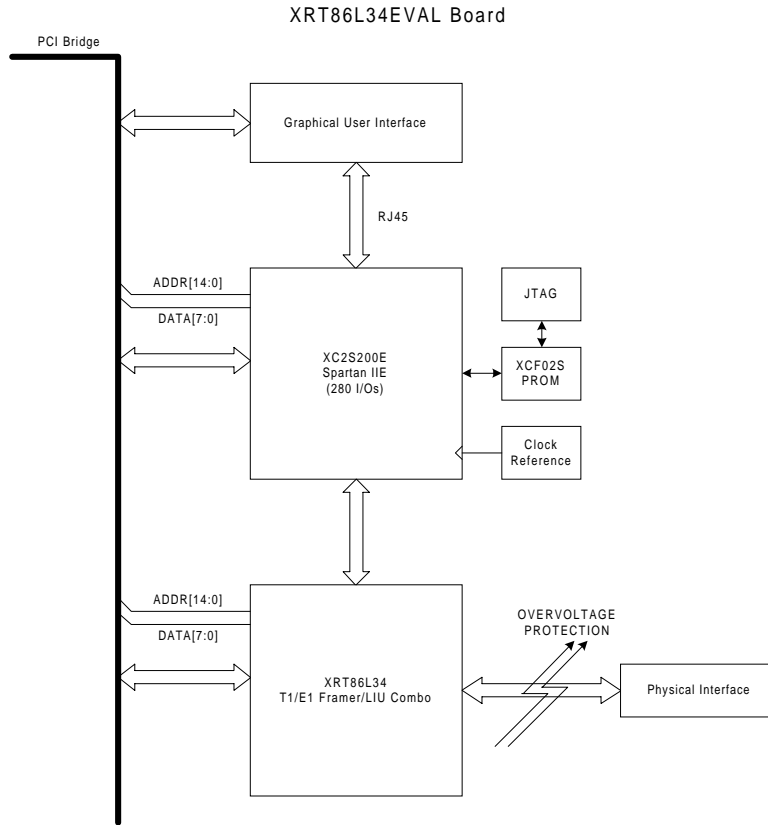 XRT86L34EVAL Board
PCI Bridge
Graphical User Interface
RJ45
ADDR[14:0]
DATA[7:0]
XC2S200E
Spartan IIE
(280 I/Os)
JTAG
XCF02S
PROM
Clock
Reference
ADDR[14:0]
DATA[7:0]
XRT86L34
T1/E1 Framer/LIU Combo
OVERVOLTAGE
PROTECTION
Physical Interface